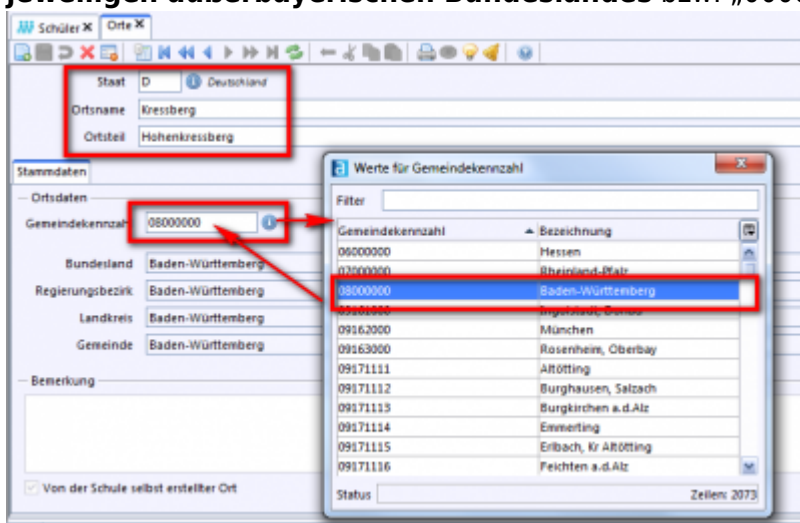 jeweiligen außerbayerischen Bundeslandes bzw.
Schüler Orte
Staat D Deutschland
Ortsname Kressberg
Ortsteil Hohenkressberg
Stammdaten
Ortsdaten
Gemeindekennzahl 08000000
Bundesland Baden-Württemberg
Regierungsbezirk Baden-Württemberg
Landkreis Baden-Württemberg
Gemeinde Baden-Württemberg
Bemerkung
Von der Schule selbst erstellter Ort
Werte für Gemeindekennzahl
Filter
Gemeindekennzahl Bezeichnung
06000000 Hessen
07000000 Rheinland-Pfalz
08000000 Baden-Württemberg
09161000 Ingolstadt, Donau
09162000 München
09163000 Rosenheim, Oberbay
09171111 Altötting
09171112 Burghausen, Salzach
09171113 Burgkirchen a.d.Alz
09171114 Emmerting
09171115 Erlbach, Kr Altötting
09171116 Feichten a.d.Alz
Status Zeilen: 2073